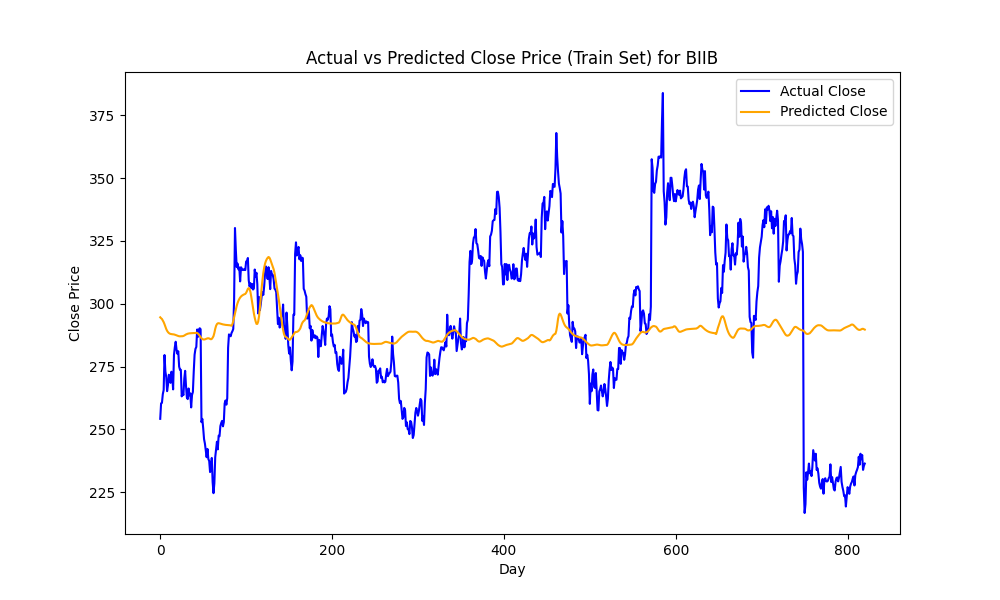 Actual vs Predicted Close Price (Train Set) for BIIB
Actual Close
Predicted Close
Close Price
375
350
325
300
275
250
225
0
200
400
600
800
Day